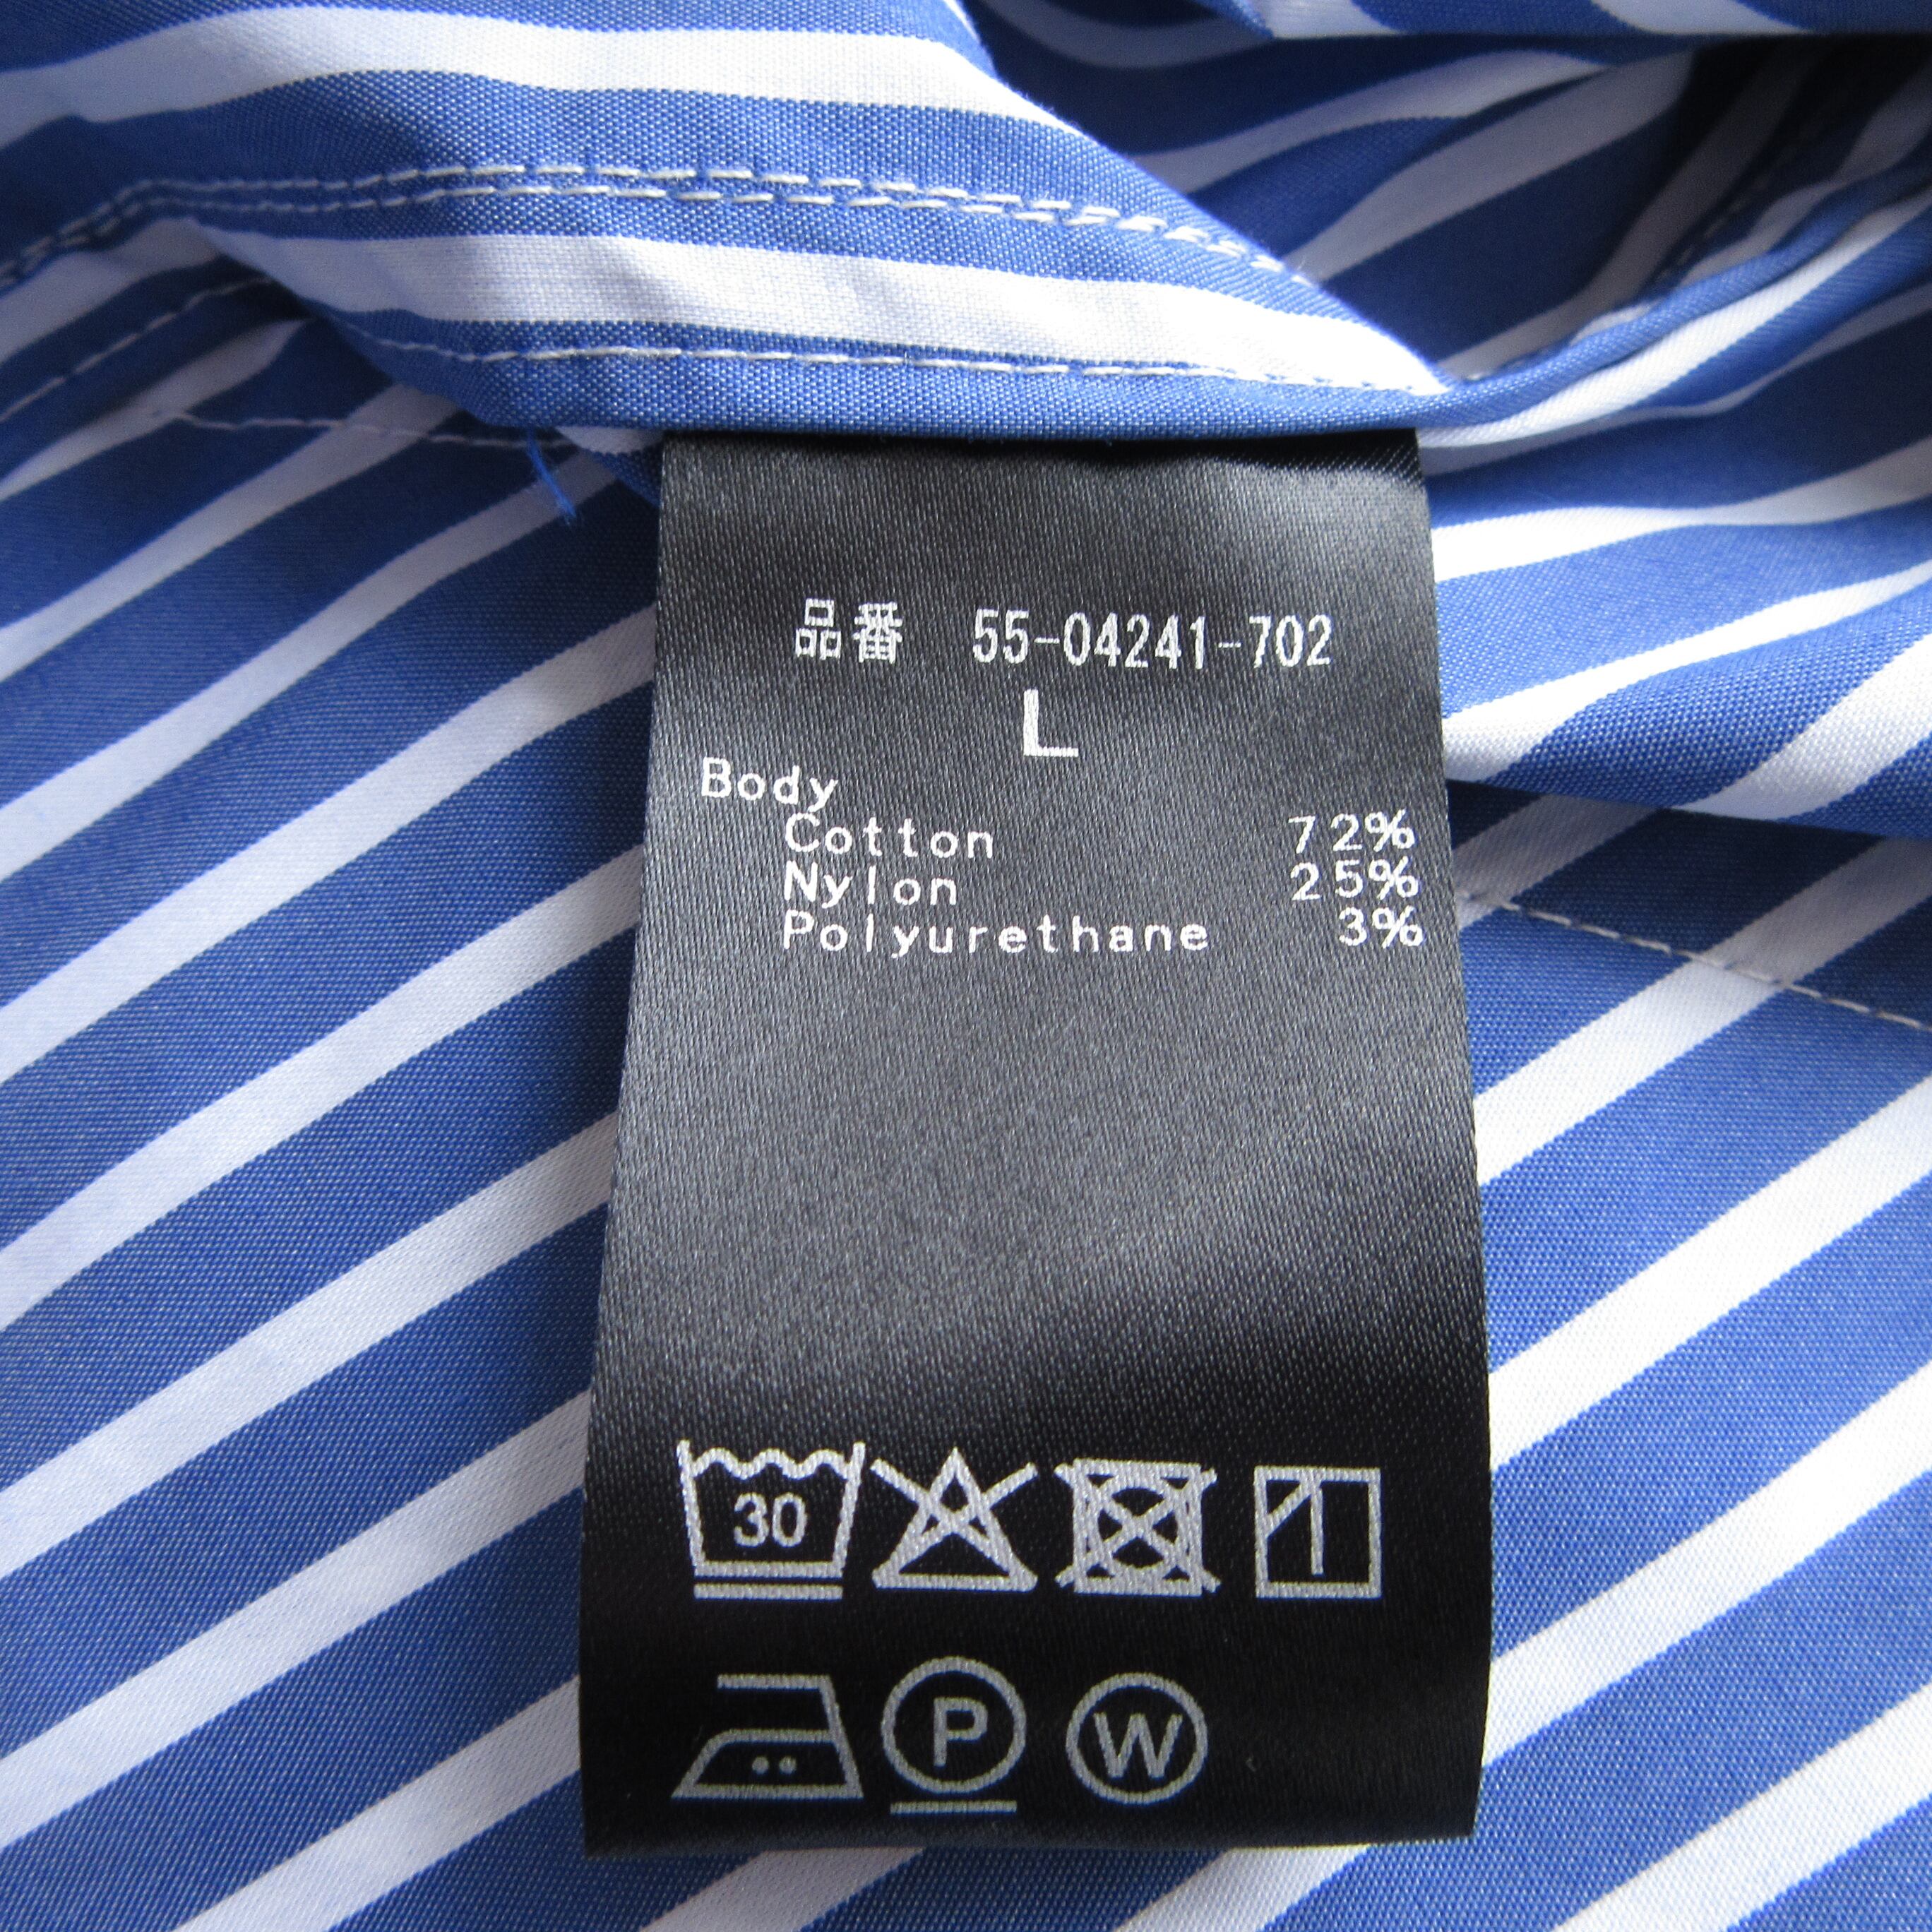 品番 55-04241-702
L
Body
Cotton 72%
Nylon 25%
Polyurethane 3%
30
P W